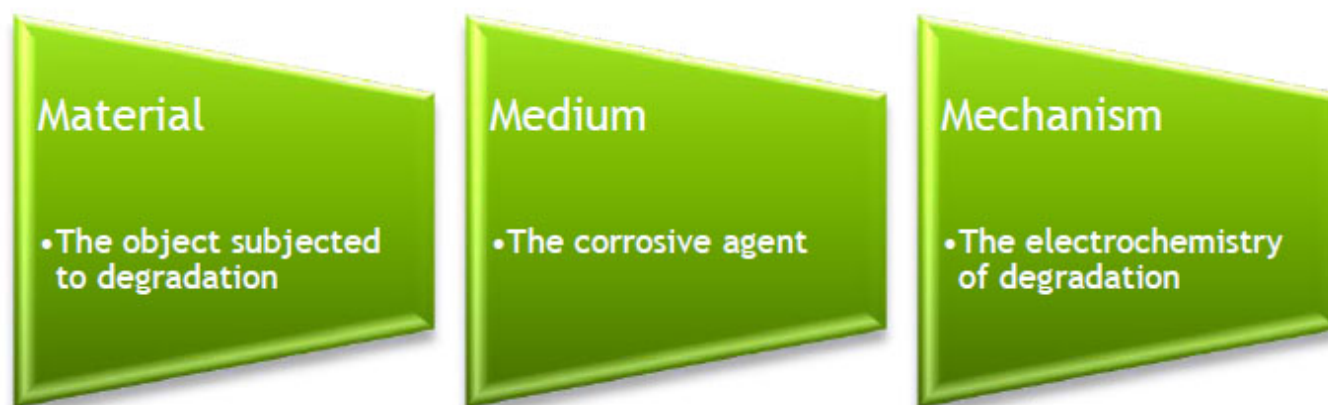 Material
•The object subjected
to degradation
Medium
•The corrosive agent
Mechanism
•The electrochemistry
of degradation